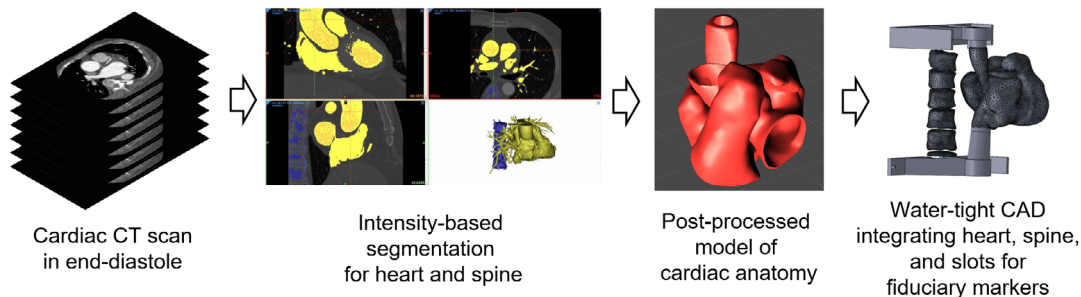 Cardiac CT scan
in end-diastole
Intensity-based
segmentation
for heart and spine
Post-processed
model of
cardiac anatomy
Water-tight CAD
integrating heart, spine,
and slots for
fiduciary markers